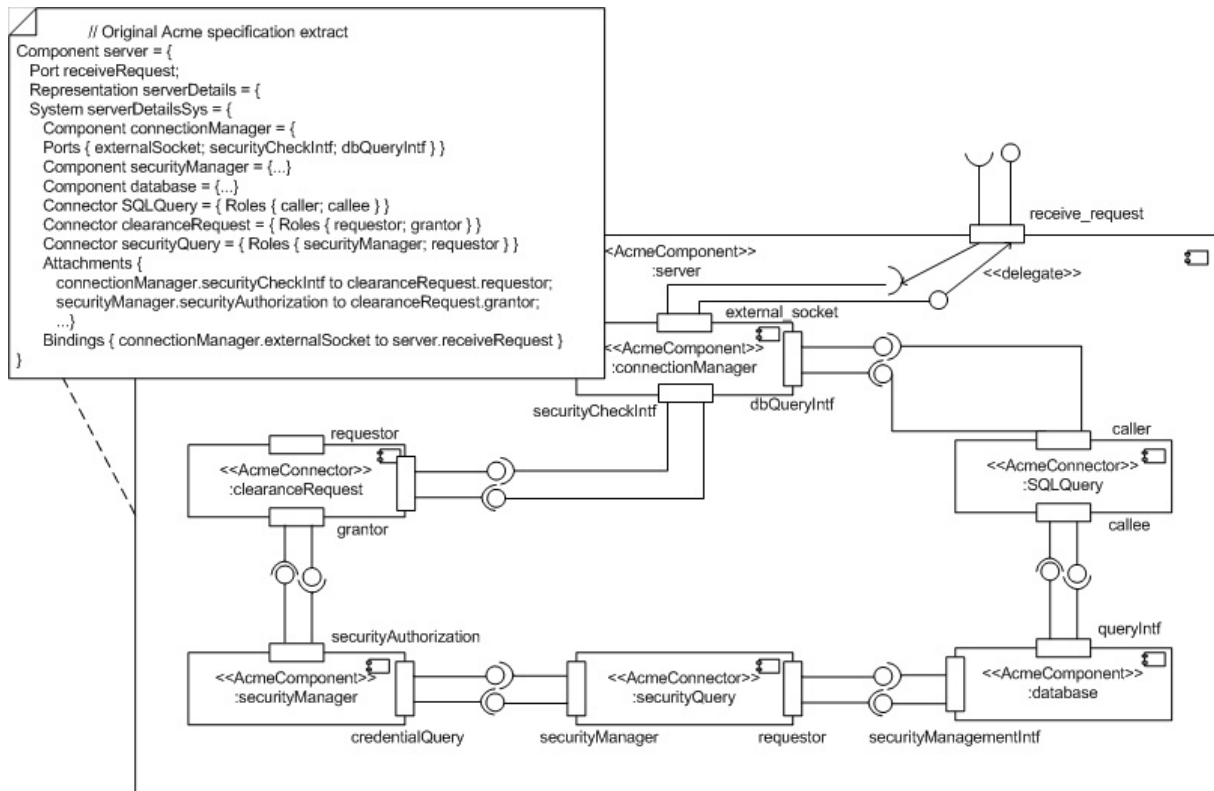 // Original Acme specification extract
Component server = {
Port receiveRequest;
Representation serverDetails = {
System serverDetailsSys = {
Component connectionManager = {
Ports { externalSocket; securityCheckIntf; dbQueryIntf } }
Component securityManager = {...}
Component database = {...}
Connector SQLQuery = { Roles { caller; callee } }
Connector clearanceRequest = { Roles { requestor; grantor } }
Connector securityQuery = { Roles { securityManager; requestor } }
Attachments {
connectionManager.securityCheckIntf to clearanceRequest.requestor;
securityManager.securityAuthorization to clearanceRequest.grantor;
...}
Bindings { connectionManager.externalSocket to server.receiveRequest }
}
receive_request
<<AcmeComponent>>
:server
<<delegate>>
external_socket
<<AcmeComponent>>
:connectionManager
securityCheckIntf
dbQueryIntf
requestor
<<AcmeConnector>>
:clearanceRequest
grantor
caller
<<AcmeConnector>>
:SQLQuery
callee
securityAuthorization
<<AcmeComponent>>
:securityManager
credentialQuery
<<AcmeConnector>>
:securityQuery
securityManager
requestor
queryIntf
<<AcmeComponent>>
:database
securityManagementIntf